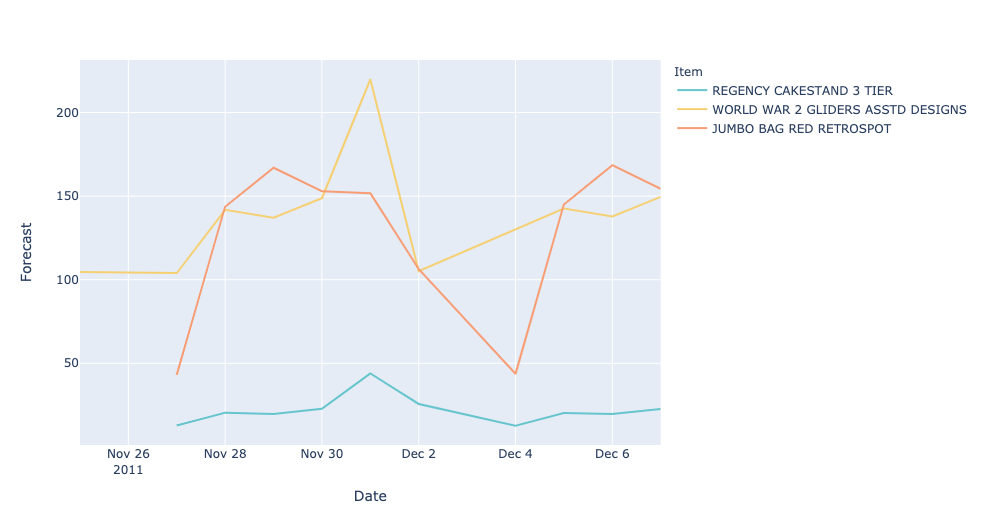 Item
REGENCY CAKESTAND 3 TIER
WORLD WAR 2 GLIDERS ASSTD DESIGNS
JUMBO BAG RED RETROSPOT
200
150
100
50
Forecast
Nov 26 Nov 28 Nov 30 Dec 2 Dec 4 Dec 6
2011
Date